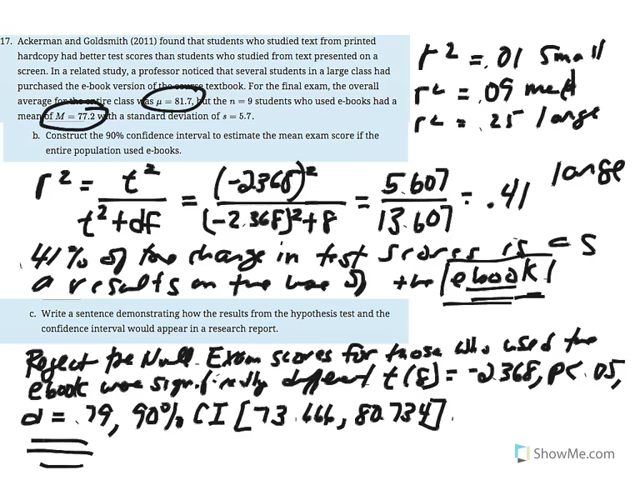 17. Ackerman and Goldsmith (2011) found that students who studied text from printed
hardcopy had better test scores than students who studied from text presented on a
screen. In a related study, a professor noticed that several students in a large class had
purchased the e-book version of the course textbook. For the final exam, the overall
average for the entire class was μ = 81.7, but the n = 9 students who used e-books had a
mean of M = 77.2 with a standard deviation of s = 5.7.
r² = .01 small
r² = .09 med
r² = .25 large
b. Construct the 90% confidence interval to estimate the mean exam score if the
entire population used e-books.
r² = t² / t² + df = (-2.368)² / (-2.368)² + 8 = 5.607 / 13.607 = .41 large
.41% of the change in test scores is
a results on the use of the ebook
c. Write a sentence demonstrating how the results from the hypothesis test and the
confidence interval would appear in a research report.
Reject the Null. Exam scores for those who used the
ebook were significantly different t(8) = -2.368, p < .05,
d = .79, 90% CI [73.666, 80.734].
ShowMe.com